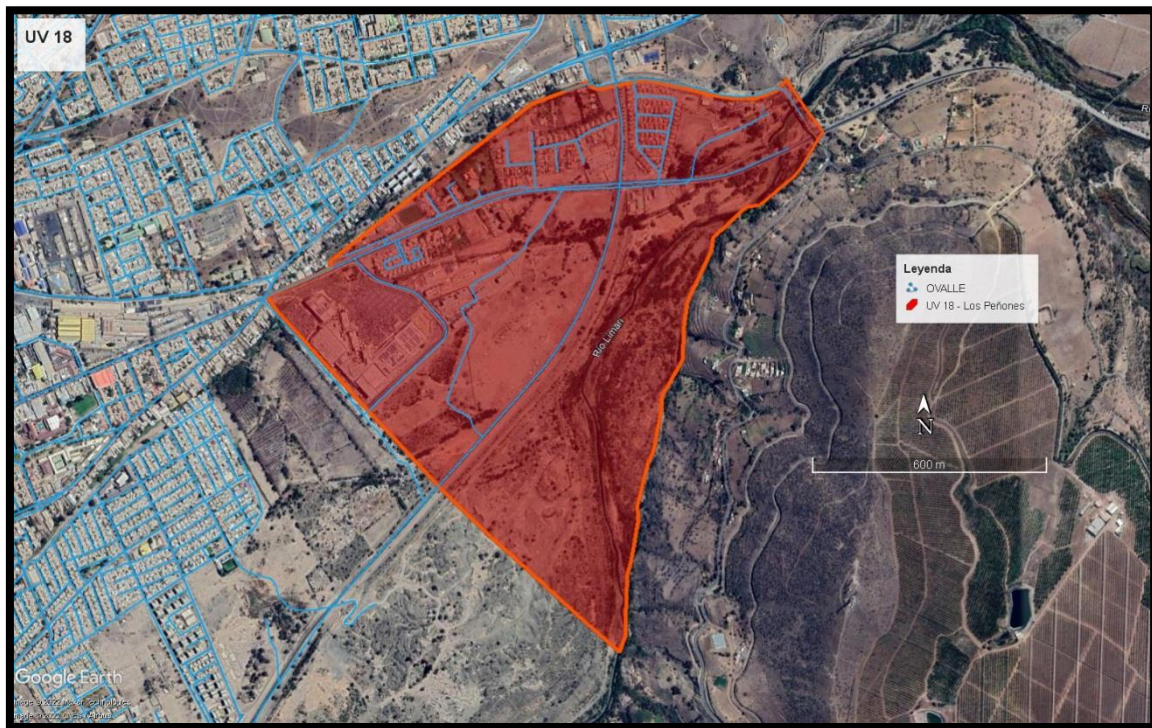 UV 18
Leyenda
OVALLE
UV 18 - Los Peñones
Río Limarí
N
600 m
Google Earth